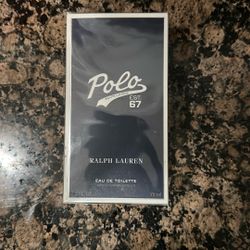 Polo
EST.
67
RALPH LAUREN
EAU DE TOILETTE